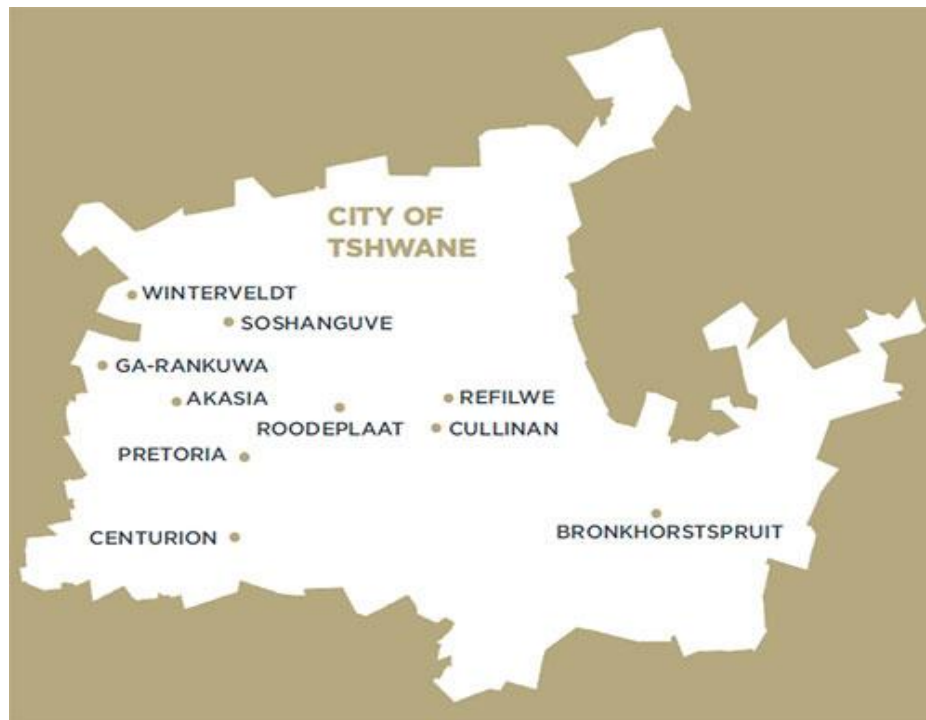 CITY OF
TSHWANE
WINTERVELDT
SOSHANGUVE
GA-RANKUWA
AKASIA
REFILWE
ROODEPLAAT
CULLINAN
PRETORIA
BRONKHORSTSPRUIT
CENTURION